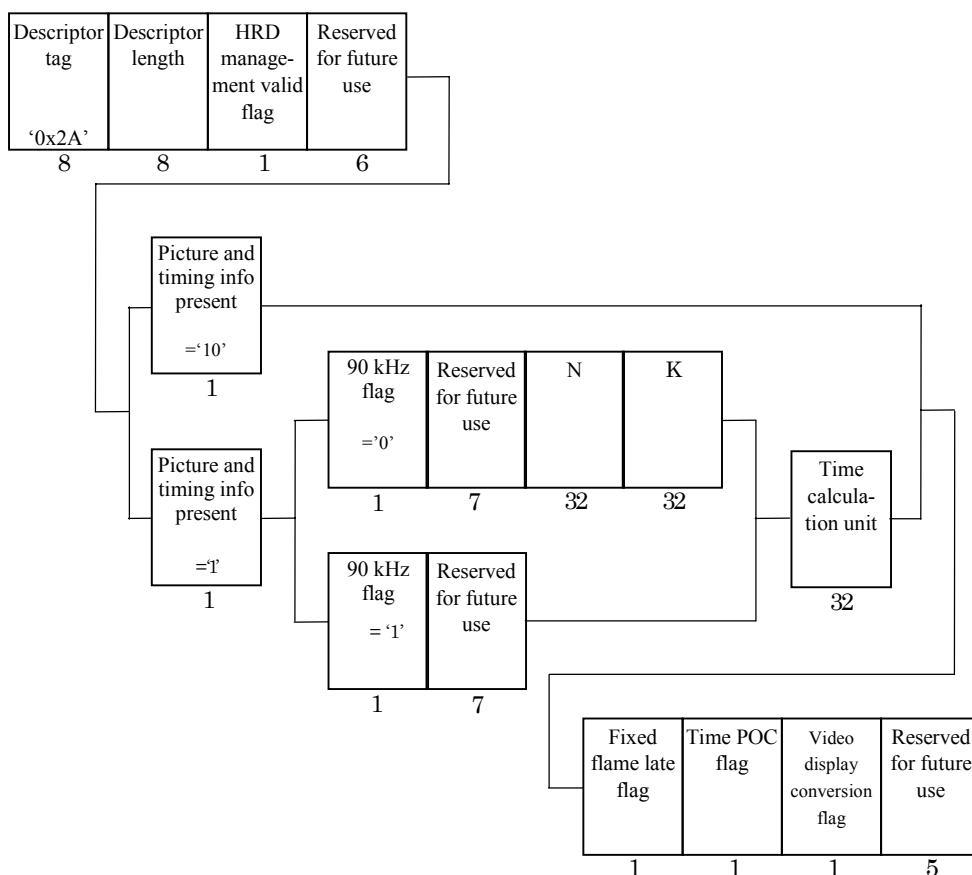 Descriptor
tag
‘0x2A’
8
Descriptor
length
8
HRD
manage-
ment valid
flag
1
Reserved
for future
use
6
Picture and
timing info
present
=‘10’
1
Picture and
timing info
present
=‘1’
1
90 kHz
flag
=’0’
1
Reserved
for future
use
7
N
32
K
32
90 kHz
flag
= ‘1’
1
Reserved
for future
use
7
Time
calcula-
tion unit
32
Fixed
flame late
flag
1
Time POC
flag
1
Video
display
conversion
flag
1
Reserved
for future
use
5